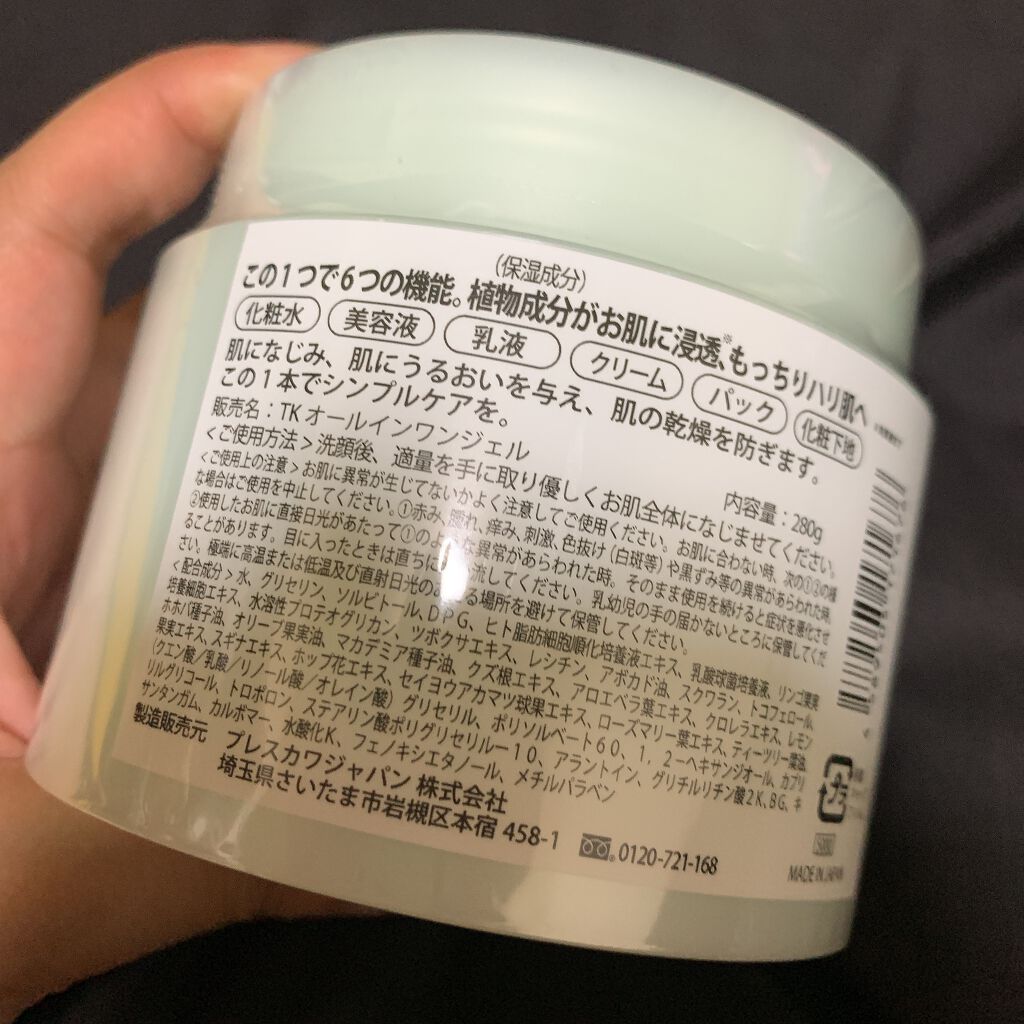 (保湿成分)
この1つで6つの機能。植物成分がお肌に浸透※、もっちりハリ肌へ
化粧水 美容液 乳液 クリーム パック 化粧下地
肌になじみ、肌にうるおいを与え、肌の乾燥を防ぎます。
この1本でシンプルケアを。
販売名：TKオールインワンジェル 内容量：280g
<ご使用方法>洗顔後、適量を手に取り優しくお肌全体になじませてください。
<ご使用上の注意>お肌に異常が生じてないかよく注意してご使用ください。お肌に合わない時、次の①②の様
な場合はご使用を中止してください。①赤み、腫れ、痒み、刺激、色抜け(白斑等)や黒ずみ等の異常があらわれた時。
②使用したお肌に直接日光があたって①のような異常があらわれた時。そのまま使用を続けると症状を悪化させ
ることがあります。目に入ったときは直ちに 流してください。乳幼児の手の届かないところに保管してくだ
さい。極端に高温または低温及び直射日光の 場所を避けて保管してください。
<配合成分>水、グリセリン、ソルビトール、DPG、ヒト脂肪細胞順化培養液エキス、乳酸球菌培養液、リンゴ果実
培養細胞エキス、水溶性プロテオグリカン、ツボクサエキス、レシチン、アボカド油、スクワラン、トコフェロール、
ホホバ種子油、オリーブ果実油、マカデミア種子油、クズ根エキス、アロエベラ葉エキス、クロレラエキス、レモン
果実エキス、スギナエキス、ホップ花エキス、セイヨウアカマツ球果エキス、ローズマリー葉エキス、ティーツリー葉油、
(クエン酸/乳酸/リノール酸/オレイン酸)グリセリル、ポリソルベート60、1,2-ヘキサンジオール、カプリ
リルグリコール、トロポロン、ステアリン酸ポリグリセリル-10、アラントイン、グリチルリチン酸2K、BG、キ
サンタンガム、カルボマー、水酸化K、フェノキシエタノール、メチルパラベン
製造販売元 プレスカワジャパン 株式会社
埼玉県さいたま市岩槻区本宿 458-1 0120-721-168
MADE IN JAPAN